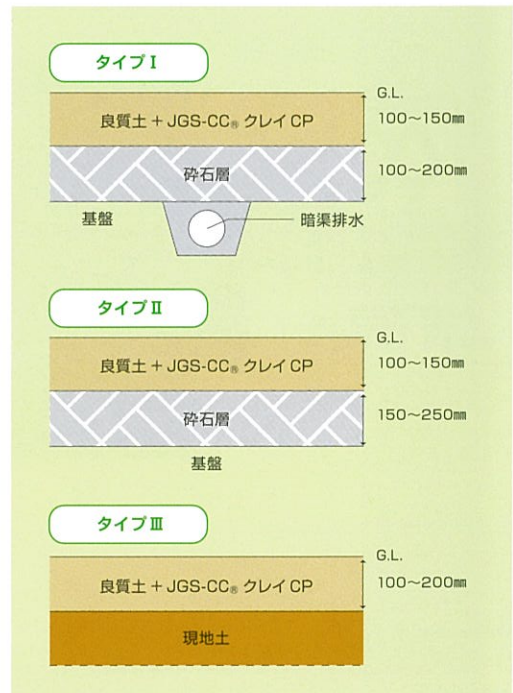 タイプⅠ
G.L.
良質土 + JGS-CC® クレイ CP
100〜150㎜
砕石層
100〜200㎜
基盤
暗渠排水
タイプⅡ
G.L.
良質土 + JGS-CC® クレイ CP
100〜150㎜
砕石層
150〜250㎜
基盤
タイプⅢ
G.L.
良質土 + JGS-CC® クレイ CP
100〜200㎜
現地土